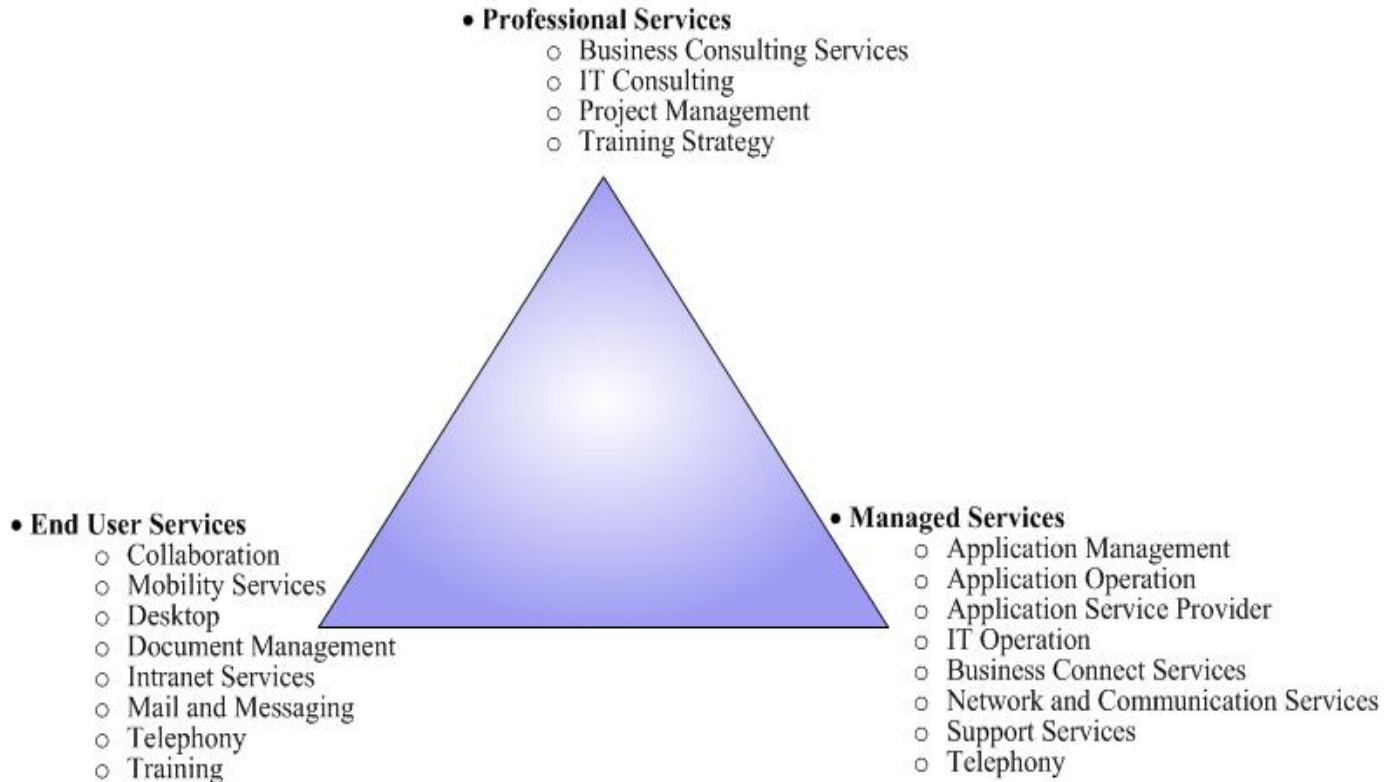 • Professional Services
○ Business Consulting Services
○ IT Consulting
○ Project Management
○ Training Strategy
• End User Services
○ Collaboration
○ Mobility Services
○ Desktop
○ Document Management
○ Intranet Services
○ Mail and Messaging
○ Telephony
○ Training
• Managed Services
○ Application Management
○ Application Operation
○ Application Service Provider
○ IT Operation
○ Business Connect Services
○ Network and Communication Services
○ Support Services
○ Telephony